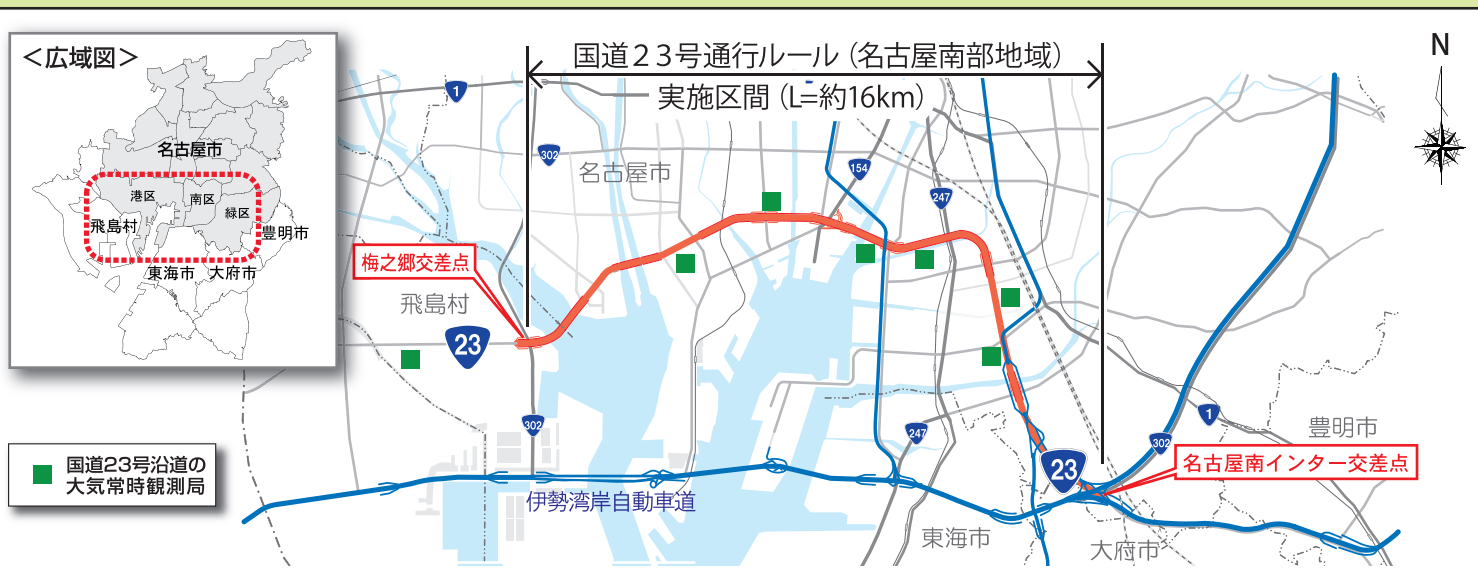 <広域図>
名古屋市
港区
南区
緑区
飛島村
豊明市
東海市
大府市
国道23号沿道の
大気常時観測局
国道23号通行ルール（名古屋南部地域）
実施区間（L=約16km）
N
1
302
名古屋市
154
247
梅之郷交差点
飛島村
23
302
247
1
豊明市
302
23
名古屋南インター交差点
伊勢湾岸自動車道
東海市
大府市